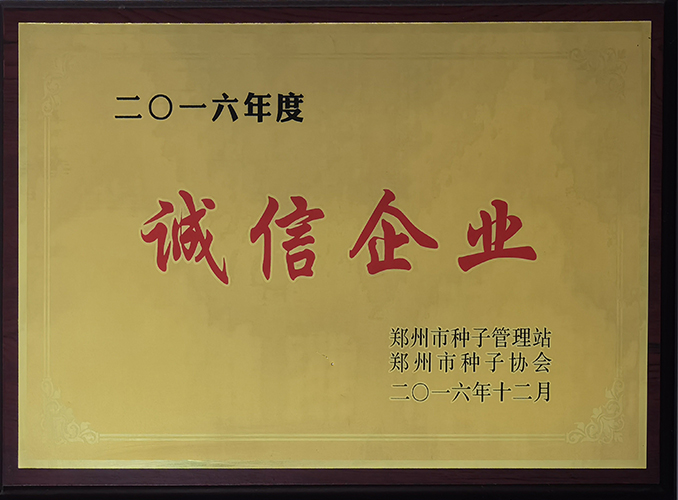 二〇一六年度
诚信企业
郑州市种子管理站
郑州市种子协会
二〇一六年十二月